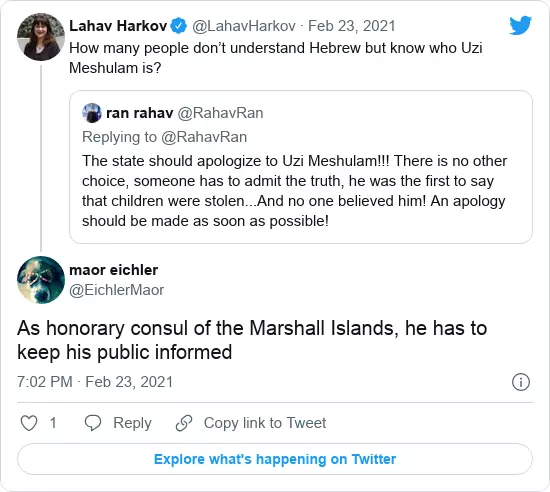 Lahav Harkov @LahavHarkov · Feb 23, 2021
How many people don’t understand Hebrew but know who Uzi
Meshulam is?
ran rahav @RahavRan
Replying to @RahavRan
The state should apologize to Uzi Meshulam!!! There is no other
choice, someone has to admit the truth, he was the first to say
that children were stolen...And no one believed him! An apology
should be made as soon as possible!
maor eichler
@EichlerMaor
As honorary consul of the Marshall Islands, he has to
keep his public informed
7:02 PM · Feb 23, 2021
1 Reply Copy link to Tweet
Explore what's happening on Twitter